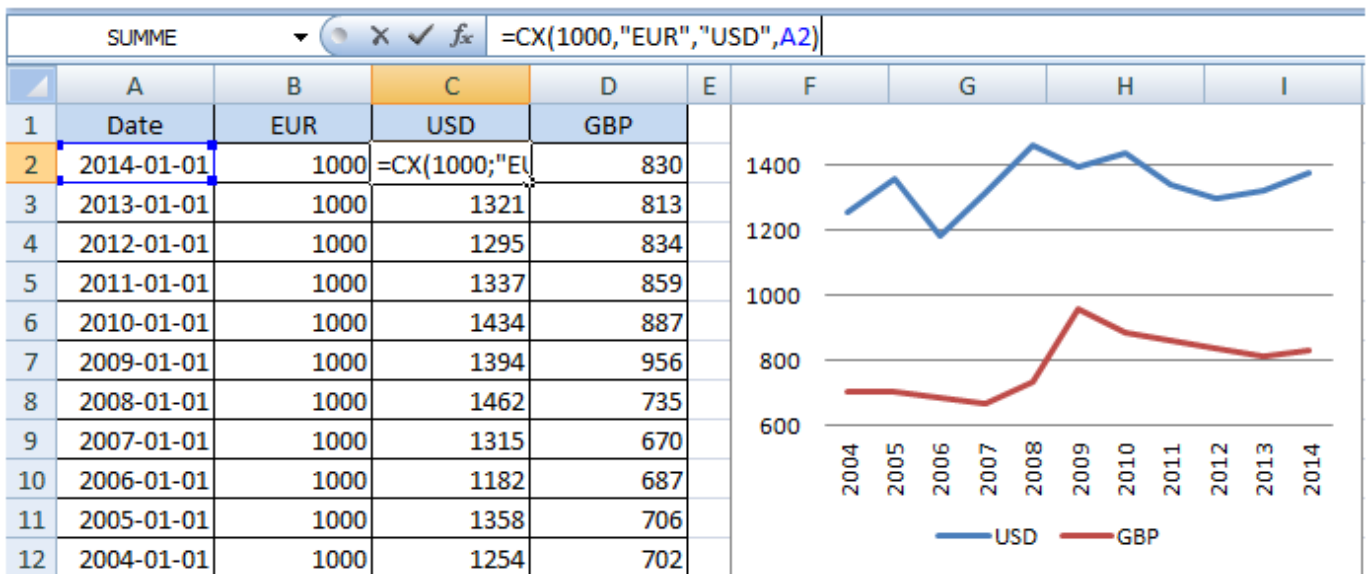 SUMME fx =CX(1000,"EUR","USD",A2)
A B C D E F G H I
1 Date EUR USD GBP
2 2014-01-01 1000 =CX(1000;"EU 830
3 2013-01-01 1000 1321 813
4 2012-01-01 1000 1295 834
5 2011-01-01 1000 1337 859
6 2010-01-01 1000 1434 887
7 2009-01-01 1000 1394 956
8 2008-01-01 1000 1462 735
9 2007-01-01 1000 1315 670
10 2006-01-01 1000 1182 687
11 2005-01-01 1000 1358 706
12 2004-01-01 1000 1254 702
1400
1200
1000
800
600
2004 2005 2006 2007 2008 2009 2010 2011 2012 2013 2014
USD GBP